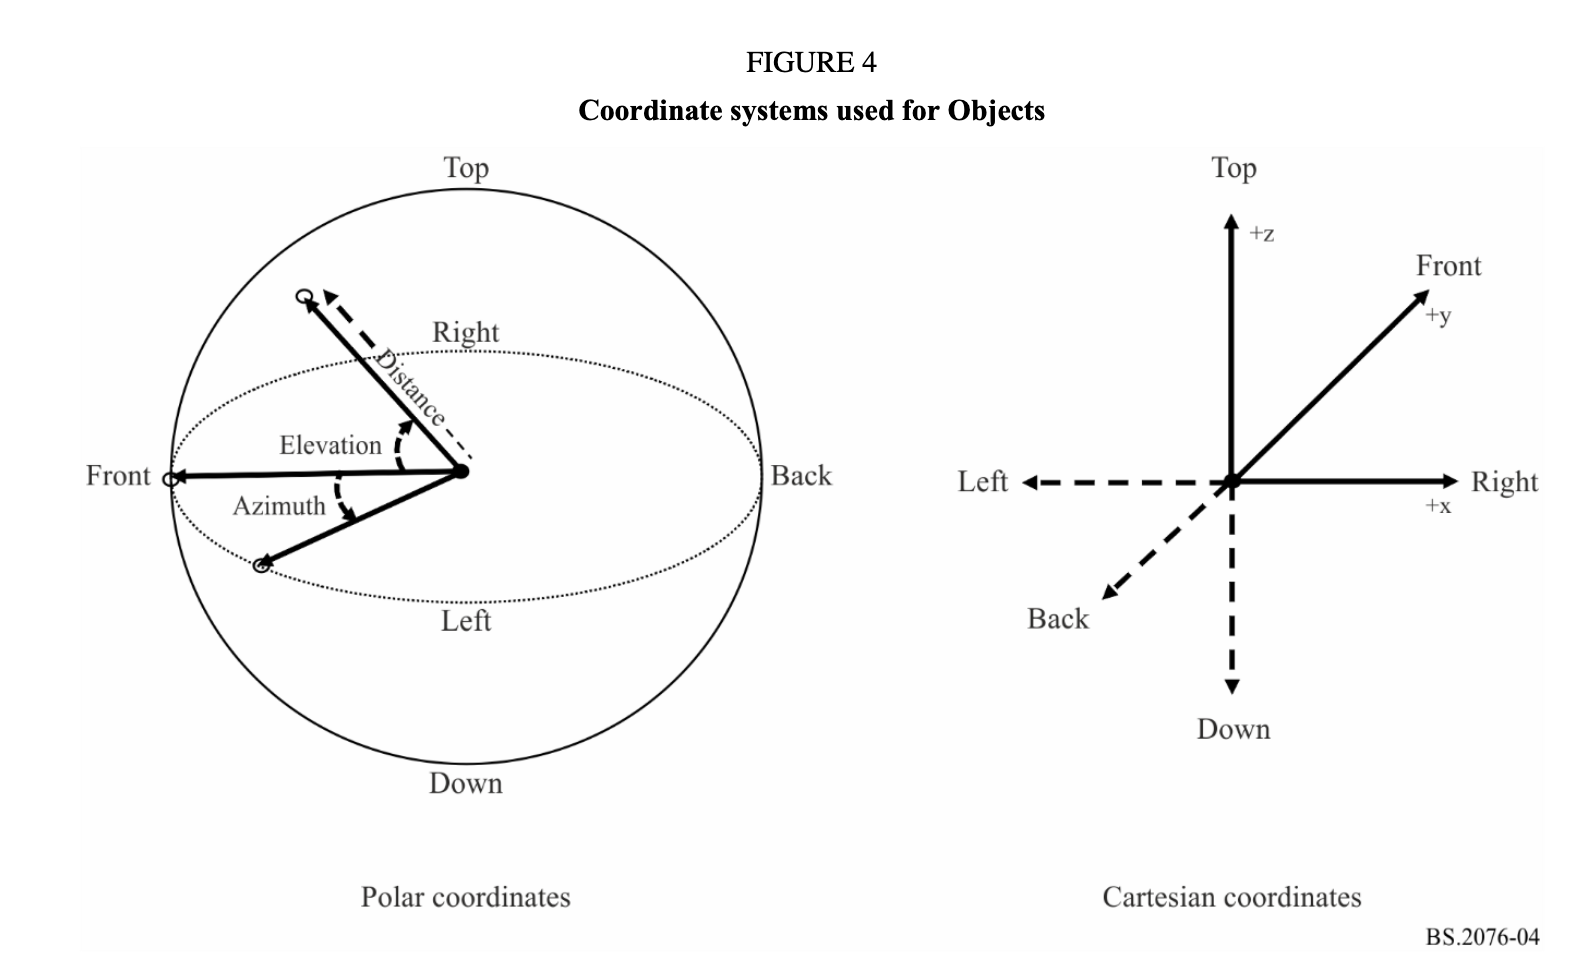 FIGURE 4
Coordinate systems used for Objects
Top
Right
Distance
Elevation
Front
Back
Azimuth
Left
Down
Polar coordinates
Top
+z
Front
+y
Left
Right
+x
Back
Down
Cartesian coordinates
BS.2076-04